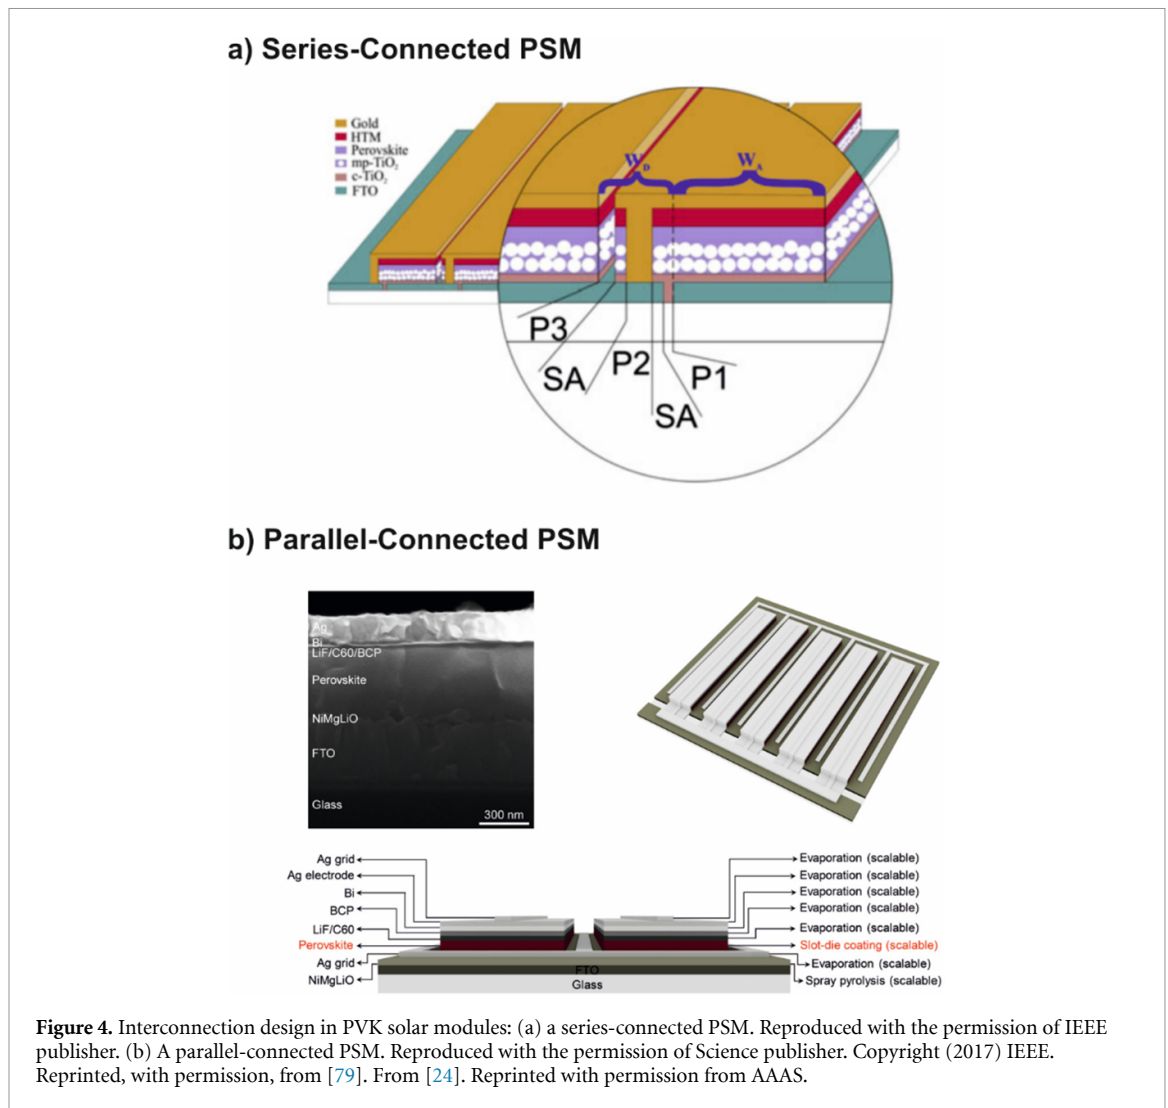 a) Series-Connected PSM
Gold
HTM
Perovskite
mp-TiO₂
c-TiO₂
FTO
W_D
W_A
P3
SA
P2
P1
SA
b) Parallel-Connected PSM
Ag
Bi
LiF/C60/BCP
Perovskite
NiMgLiO
FTO
Glass
300 nm
Ag grid
Ag electrode
Bi
BCP
LiF/C60
Perovskite
Ag grid
NiMgLiO
FTO
Glass
Evaporation (scalable)
Evaporation (scalable)
Evaporation (scalable)
Evaporation (scalable)
Evaporation (scalable)
Slot-die coating (scalable)
Evaporation (scalable)
Spray pyrolysis (scalable)
Figure 4. Interconnection design in PVK solar modules: (a) a series-connected PSM. Reproduced with the permission of IEEE
publisher. (b) A parallel-connected PSM. Reproduced with the permission of Science publisher. Copyright (2017) IEEE.
Reprinted, with permission, from [79]. From [24]. Reprinted with permission from AAAS.